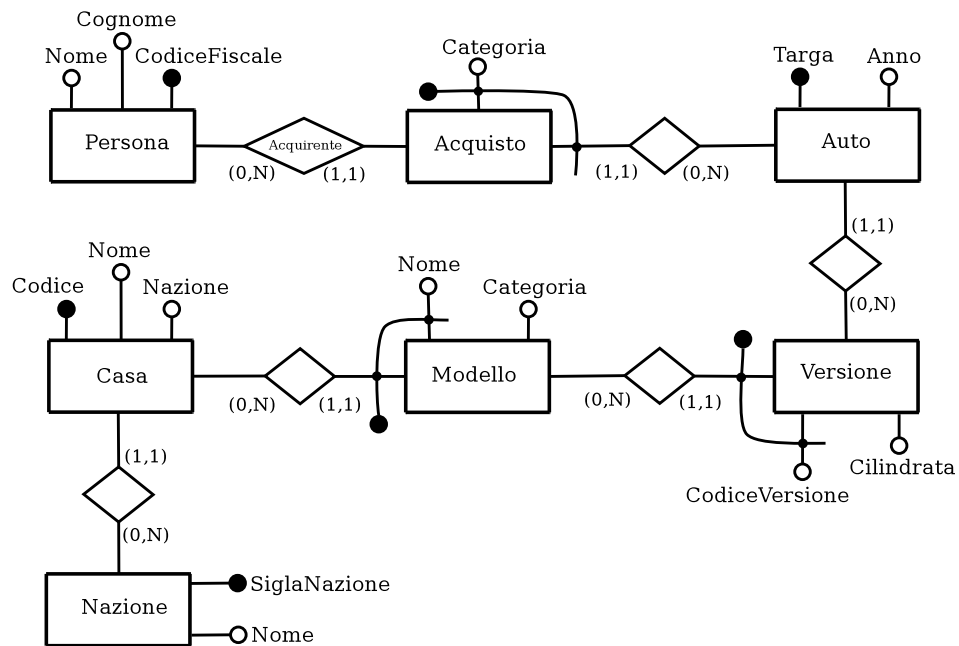 Cognome
Nome
CodiceFiscale
Categoria
Targa
Anno
Persona
Acquirente
Acquisto
Auto
(0,N)
(1,1)
(1,1)
(0,N)
(1,1)
(0,N)
Nome
Codice
Nazione
Nome
Categoria
Casa
Modello
Versione
(0,N)
(1,1)
(0,N)
(1,1)
CodiceVersione
Cilindrata
(1,1)
(0,N)
Nazione
SiglaNazione
Nome